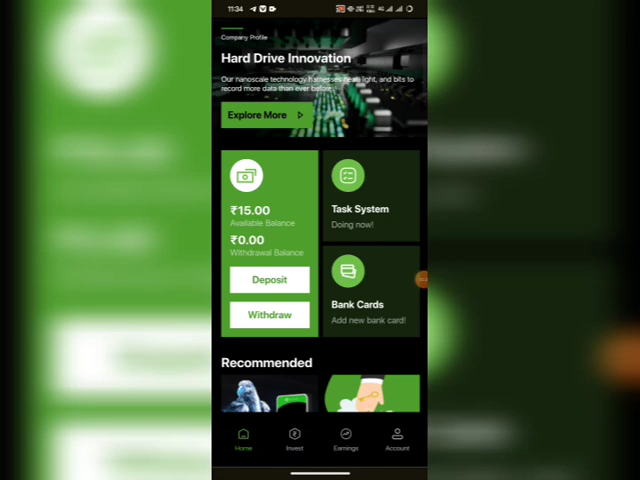 11:34
Company Profile
Hard Drive Innovation
Our nanoscale technology harnesses heat, light, and bits to
record more data than ever before.
Explore More
₹15.00
Available Balance
₹0.00
Withdrawal Balance
Deposit
Withdraw
Task System
Doing now!
Bank Cards
Add new bank card!
Recommended
Home
Invest
Earnings
Account